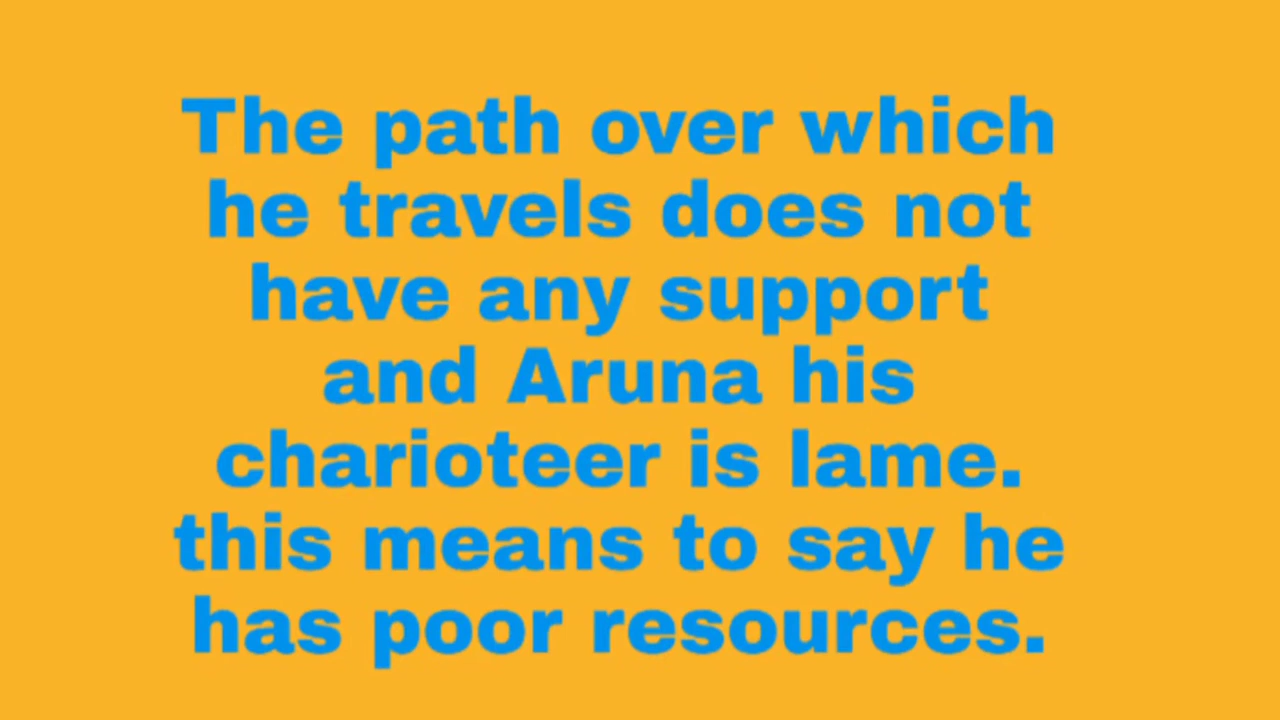 The path over which
he travels does not
have any support
and Aruna his
charioteer is lame.
this means to say he
has poor resources.